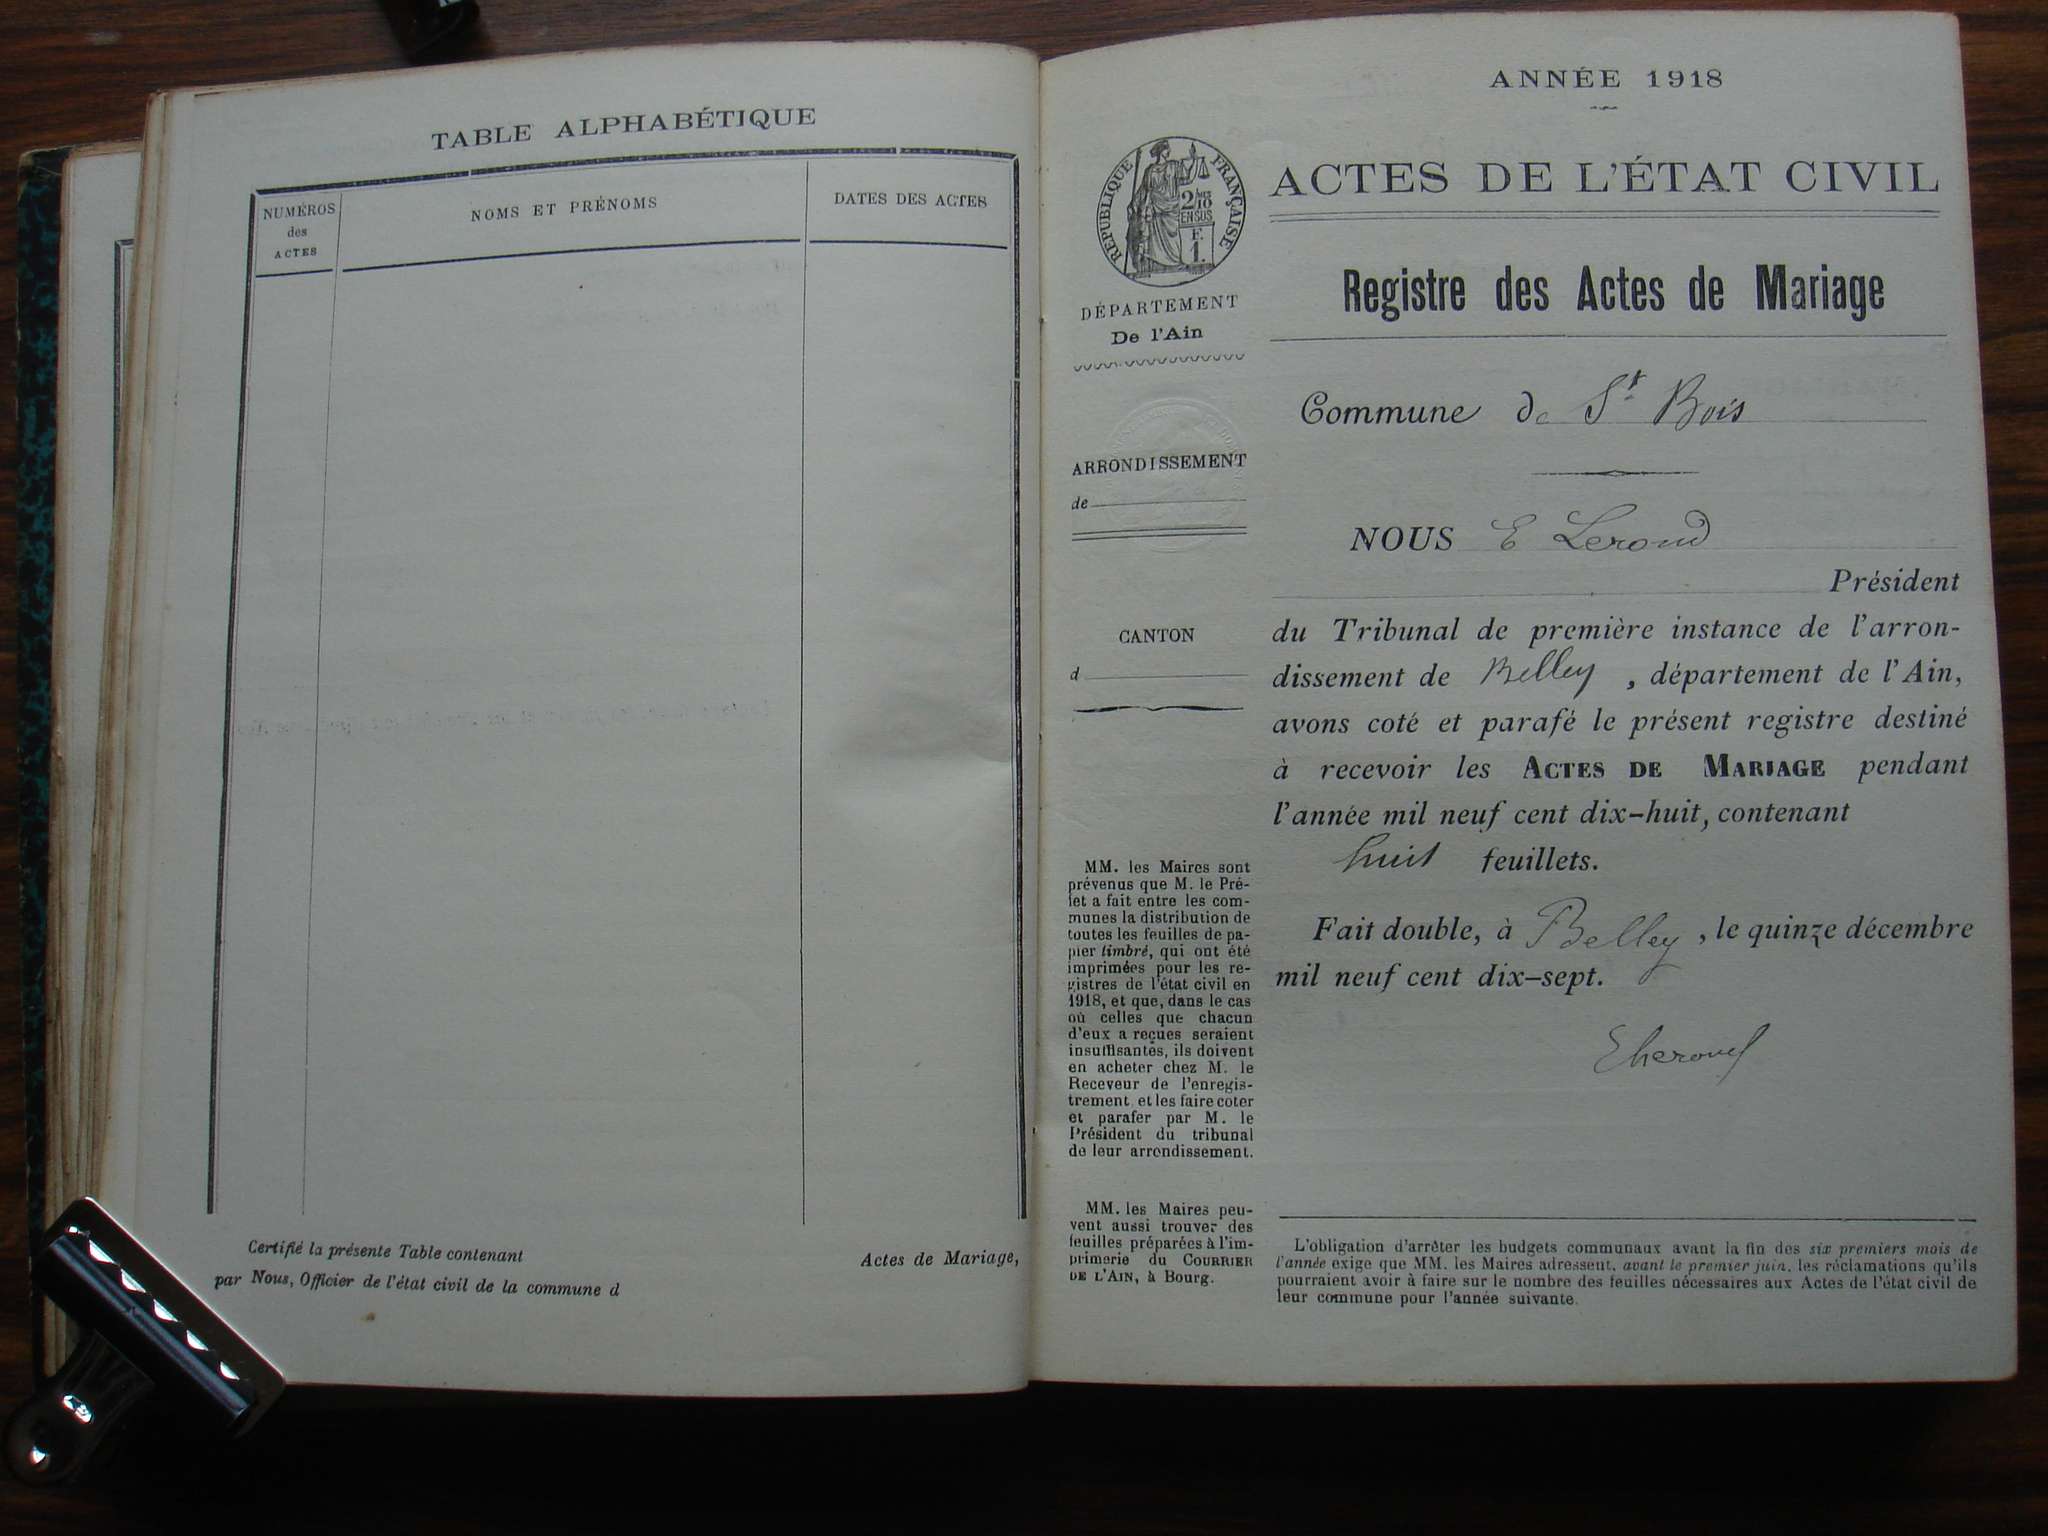 TABLE ALPHABÉTIQUE
NUMÉROS
des
ACTES
NOMS ET PRÉNOMS
DATES DES ACTES
Certifié la présente Table contenant Actes de Mariage,
par Nous, Officier de l'état civil de la commune d
ANNÉE 1918
RÉPUBLIQUE FRANÇAISE
2/10
EN SUS
F.
1.
DÉPARTEMENT
De l'Ain
ARRONDISSEMENT
de
CANTON
d
MM. les Maires sont
prévenus que M. le Pré-
fet a fait entre les com-
munes la distribution de
toutes les feuilles de pa-
pier timbré, qui ont été
imprimées pour les re-
gistres de l'état civil en
1918, et que, dans le cas
où celles que chacun
d'eux a reçues seraient
insuffisantes, ils doivent
en acheter chez M. le
Receveur de l'enregis-
trement et les faire coter
et parafer par M. le
Président du tribunal
de leur arrondissement.
MM. les Maires peu-
vent aussi trouver des
feuilles préparées à l'im-
primerie du COURRIER
DE L'AIN, à Bourg.
ACTES DE L'ÉTAT CIVIL
Registre des Actes de Mariage
Commune de St Bois
NOUS E Lerond
Président
du Tribunal de première instance de l'arron-
dissement de Belley, département de l'Ain,
avons coté et parafé le présent registre destiné
à recevoir les ACTES DE MARIAGE pendant
l'année mil neuf cent dix-huit, contenant
huit feuillets.
Fait double, à Belley, le quinze décembre
mil neuf cent dix-sept.
L'obligation d'arrêter les budgets communaux avant la fin des six premiers mois de
l'année exige que MM. les Maires adressent, avant le premier juin, les réclamations qu'ils
pourraient avoir à faire sur le nombre des feuilles nécessaires aux Actes de l'état civil de
leur commune pour l'année suivante.